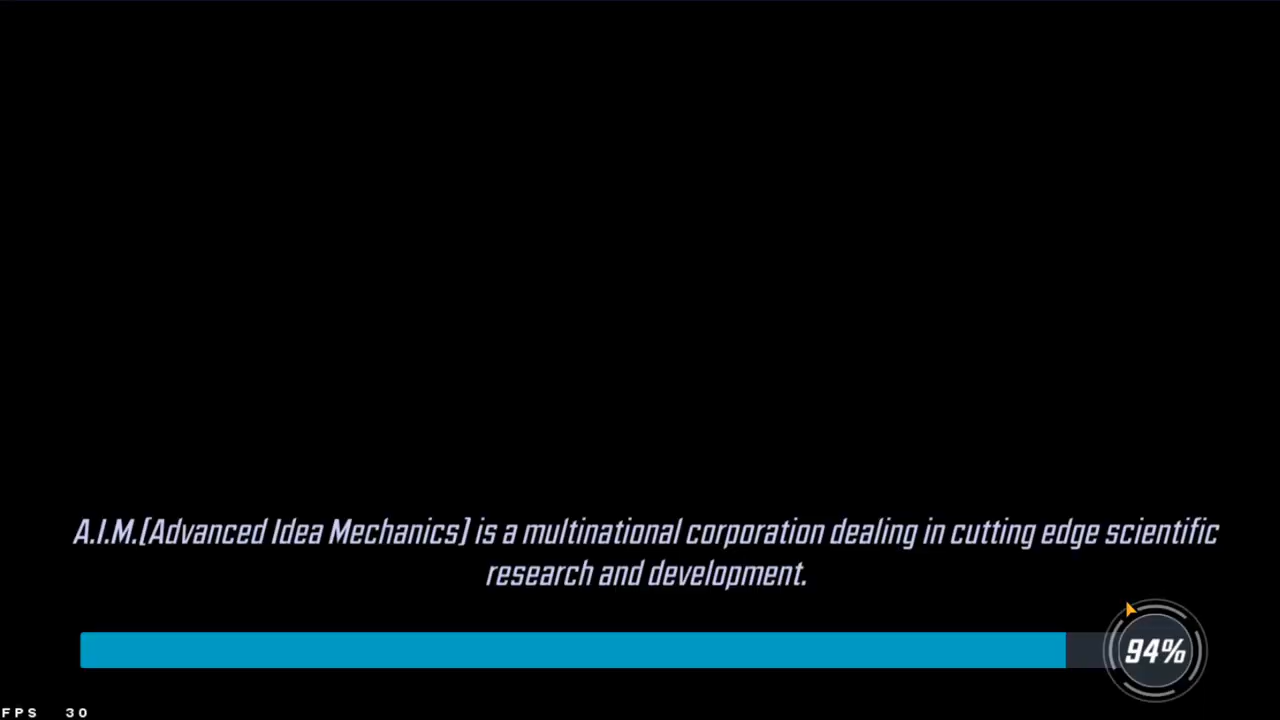 A.I.M.[Advanced Idea Mechanics] is a multinational corporation dealing in cutting edge scientific
research and development.
94%
FPS 30